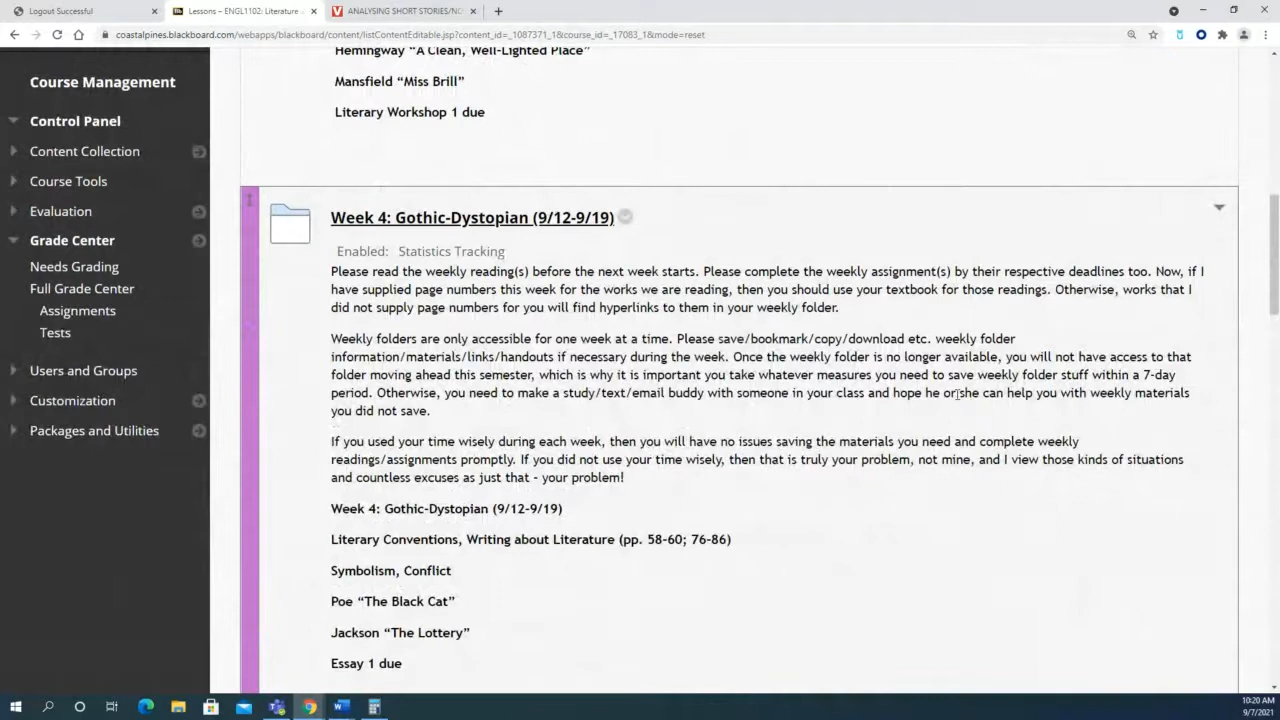 Logout Successful
Lessons – ENGL1102: Literature
ANALYSING SHORT STORIES/NO
coastalpines.blackboard.com/webapps/blackboard/content/listContentEditable.jsp?content_id=_1087371_1&course_id=_17083_1&mode=reset
Course Management
Control Panel
Content Collection
Course Tools
Evaluation
Grade Center
Needs Grading
Full Grade Center
Assignments
Tests
Users and Groups
Customization
Packages and Utilities
Hemingway “A Clean, Well-Lighted Place”
Mansfield “Miss Brill”
Literary Workshop 1 due
Week 4: Gothic-Dystopian (9/12-9/19)
Enabled: Statistics Tracking
Please read the weekly reading(s) before the next week starts. Please complete the weekly assignment(s) by their respective deadlines too. Now, if I
have supplied page numbers this week for the works we are reading, then you should use your textbook for those readings. Otherwise, works that I
did not supply page numbers for you will find hyperlinks to them in your weekly folder.
Weekly folders are only accessible for one week at a time. Please save/bookmark/copy/download etc. weekly folder
information/materials/links/handouts if necessary during the week. Once the weekly folder is no longer available, you will not have access to that
folder moving ahead this semester, which is why it is important you take whatever measures you need to save weekly folder stuff within a 7-day
period. Otherwise, you need to make a study/text/email buddy with someone in your class and hope he or she can help you with weekly materials
you did not save.
If you used your time wisely during each week, then you will have no issues saving the materials you need and complete weekly
readings/assignments promptly. If you did not use your time wisely, then that is truly your problem, not mine, and I view those kinds of situations
and countless excuses as just that - your problem!
Week 4: Gothic-Dystopian (9/12-9/19)
Literary Conventions, Writing about Literature (pp. 58-60; 76-86)
Symbolism, Conflict
Poe “The Black Cat”
Jackson “The Lottery”
Essay 1 due
10:20 AM
9/7/2021